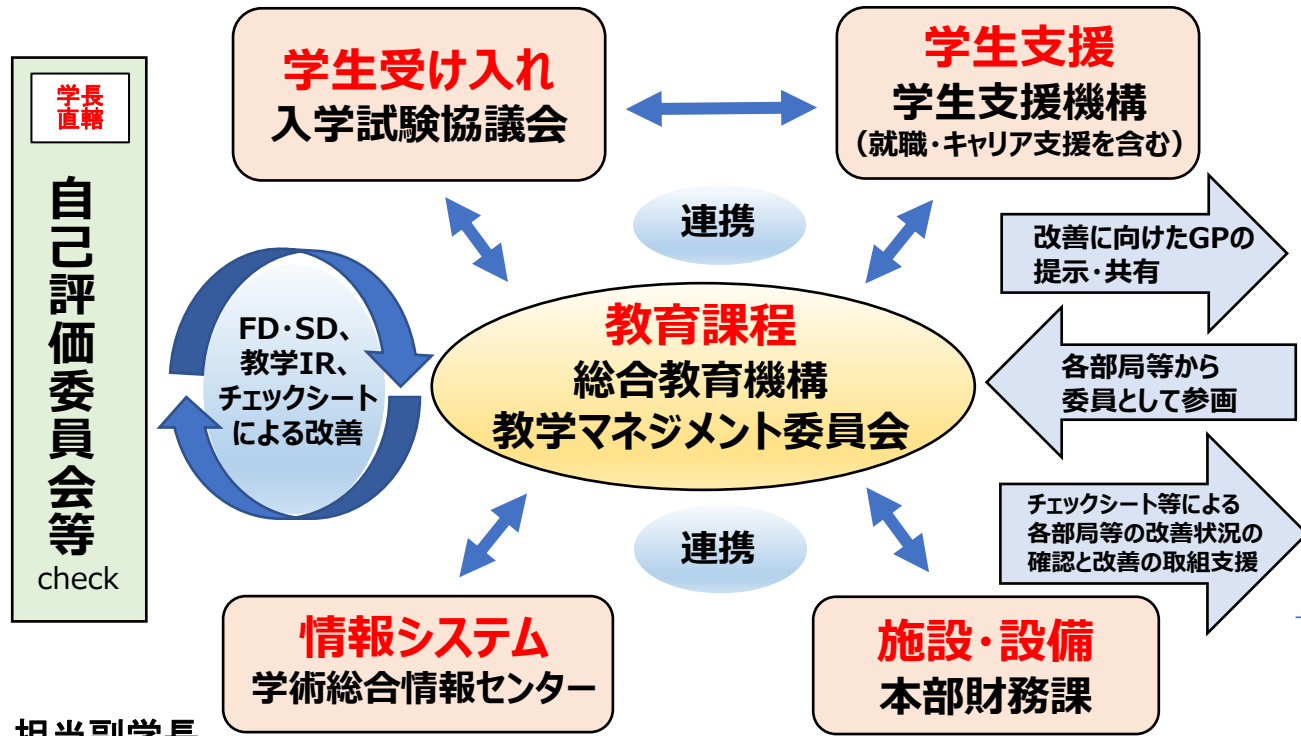 学長
直轄
自己評価委員会等
check
学生受け入れ
入学試験協議会
学生支援
学生支援機構
（就職・キャリア支援を含む）
連携
改善に向けたGPの
提示・共有
FD・SD、
教学IR、
チェックシート
による改善
教育課程
総合教育機構
教学マネジメント委員会
各部局等から
委員として参画
連携
チェックシート等による
各部局等の改善状況の
確認と改善の取組支援
情報システム
学術総合情報センター
施設・設備
本部財務課
担当副学長